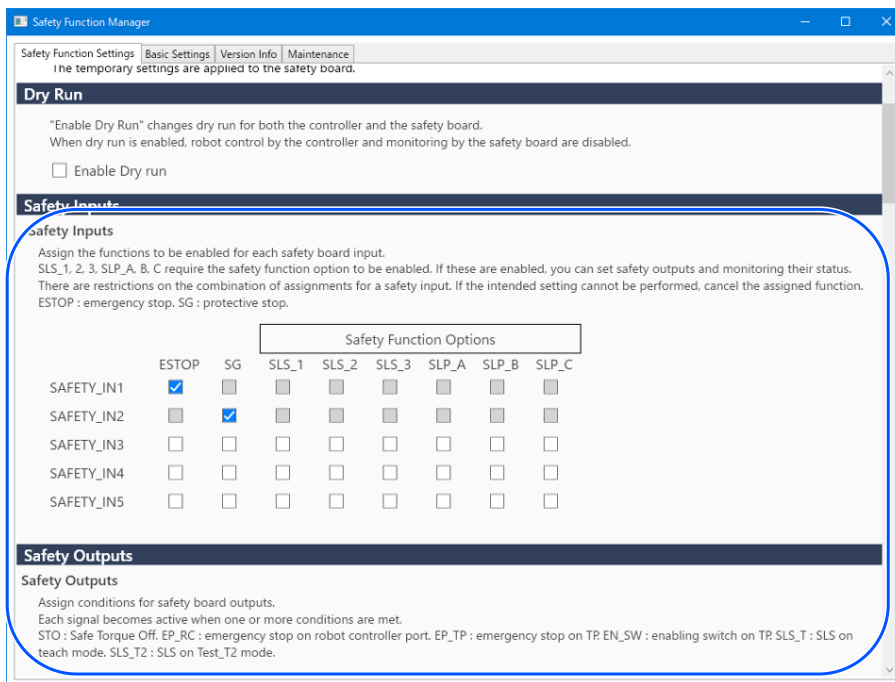 Safety Function Manager
Safety Function Settings Basic Settings Version Info Maintenance
The temporary settings are applied to the safety board.
Dry Run
"Enable Dry Run" changes dry run for both the controller and the safety board.
When dry run is enabled, robot control by the controller and monitoring by the safety board are disabled.
Enable Dry run
Safety Inputs
Safety Inputs
Assign the functions to be enabled for each safety board input.
SLS_1, 2, 3, SLP_A, B, C require the safety function option to be enabled. If these are enabled, you can set safety outputs and monitoring their status.
There are restrictions on the combination of assignments for a safety input. If the intended setting cannot be performed, cancel the assigned function.
ESTOP : emergency stop. SG : protective stop.
Safety Function Options
ESTOP SG SLS_1 SLS_2 SLS_3 SLP_A SLP_B SLP_C
SAFETY_IN1
SAFETY_IN2
SAFETY_IN3
SAFETY_IN4
SAFETY_IN5
Safety Outputs
Safety Outputs
Assign conditions for safety board outputs.
Each signal becomes active when one or more conditions are met.
STO : Safe Torque Off. EP_RC : emergency stop on robot controller port. EP_TP : emergency stop on TP. EN_SW : enabling switch on TP. SLS_T : SLS on
teach mode. SLS_T2 : SLS on Test_T2 mode.